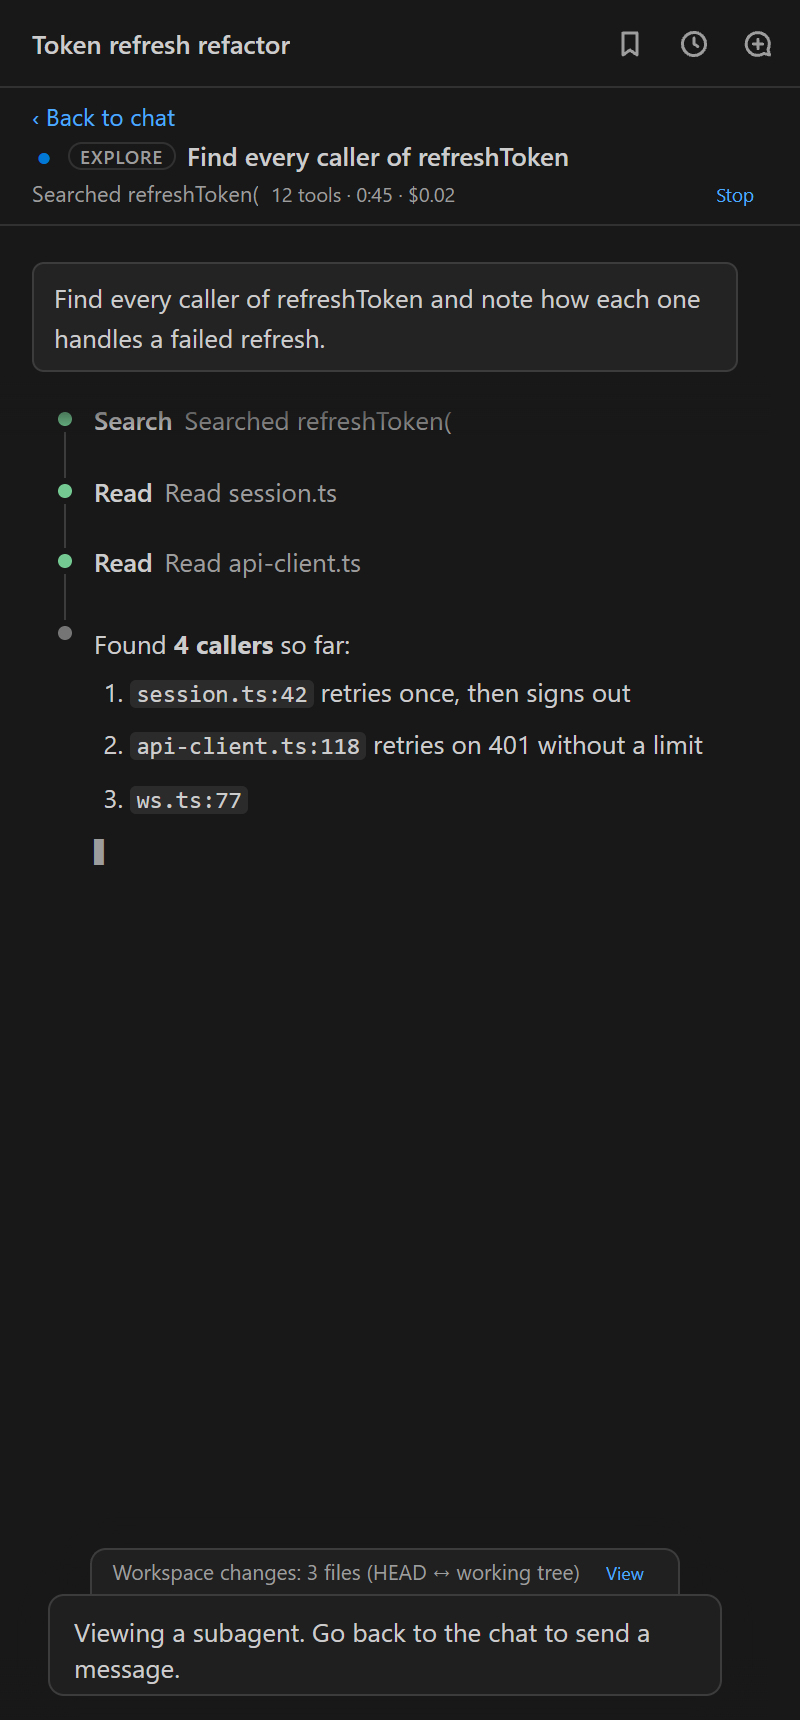 Token refresh refactor
‹ Back to chat
EXPLORE Find every caller of refreshToken
Searched refreshToken( 12 tools · 0:45 · $0.02 Stop
Find every caller of refreshToken and note how each one
handles a failed refresh.
Search Searched refreshToken(
Read Read session.ts
Read Read api-client.ts
Found 4 callers so far:
1. session.ts:42 retries once, then signs out
2. api-client.ts:118 retries on 401 without a limit
3. ws.ts:77
Workspace changes: 3 files (HEAD ↔ working tree) View
Viewing a subagent. Go back to the chat to send a
message.